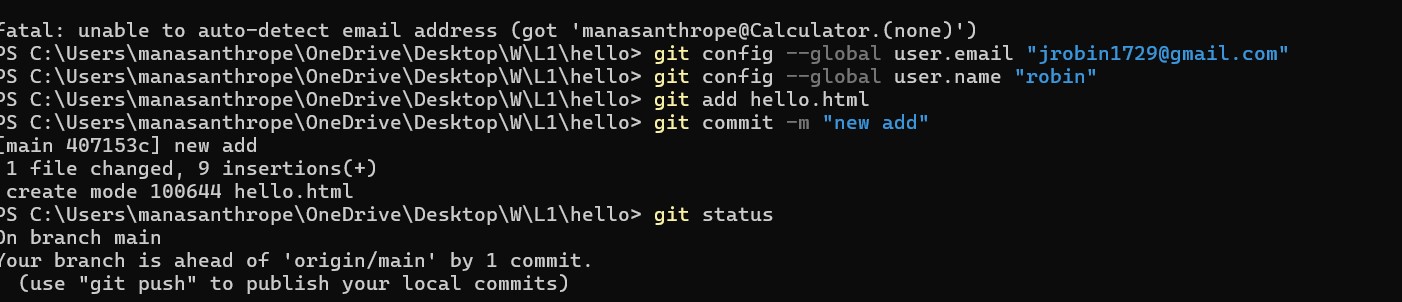 fatal: unable to auto-detect email address (got 'manasanthrope@Calculator.(none)')
PS C:\Users\manasanthrope\OneDrive\Desktop\W\L1\hello> git config --global user.email "jrobin1729@gmail.com"
PS C:\Users\manasanthrope\OneDrive\Desktop\W\L1\hello> git config --global user.name "robin"
PS C:\Users\manasanthrope\OneDrive\Desktop\W\L1\hello> git add hello.html
PS C:\Users\manasanthrope\OneDrive\Desktop\W\L1\hello> git commit -m "new add"
[main 407153c] new add
 1 file changed, 9 insertions(+)
 create mode 100644 hello.html
PS C:\Users\manasanthrope\OneDrive\Desktop\W\L1\hello> git status
On branch main
Your branch is ahead of 'origin/main' by 1 commit.
  (use "git push" to publish your local commits)